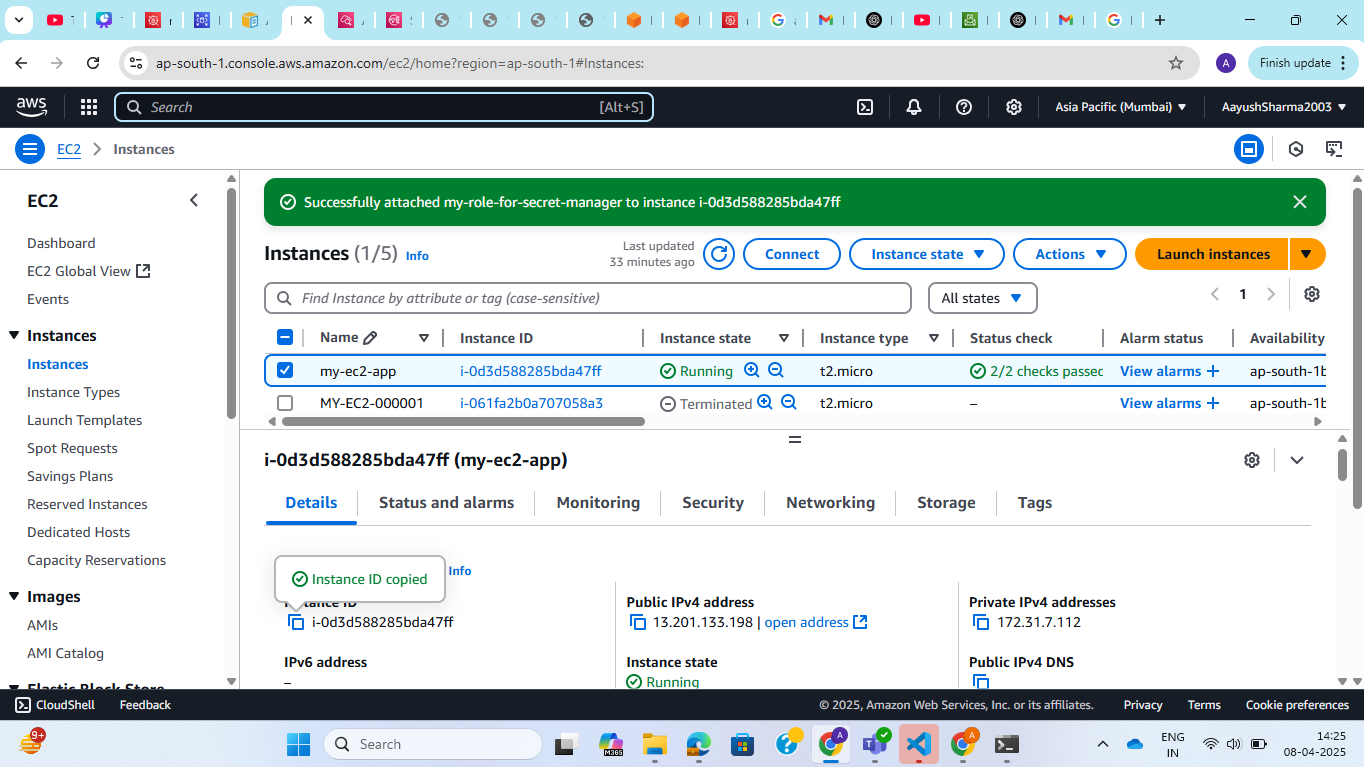 ap-south-1.console.aws.amazon.com/ec2/home?region=ap-south-1#Instances:
A
Finish update
aws
Search
[Alt+S]
Asia Pacific (Mumbai)
AayushSharma2003
EC2
Instances
EC2
Dashboard
EC2 Global View
Events
Instances
Instances
Instance Types
Launch Templates
Spot Requests
Savings Plans
Reserved Instances
Dedicated Hosts
Capacity Reservations
Images
AMIs
AMI Catalog
Elastic Block Store
Successfully attached my-role-for-secret-manager to instance i-0d3d588285bda47ff
Instances (1/5) Info
Last updated
33 minutes ago
Connect
Instance state
Actions
Launch instances
Find Instance by attribute or tag (case-sensitive)
All states
1
Name
Instance ID
Instance state
Instance type
Status check
Alarm status
Availability
my-ec2-app
i-0d3d588285bda47ff
Running
t2.micro
2/2 checks passed
View alarms +
ap-south-1b
MY-EC2-000001
i-061fa2b0a707058a3
Terminated
t2.micro
–
View alarms +
ap-south-1b
i-0d3d588285bda47ff (my-ec2-app)
Details
Status and alarms
Monitoring
Security
Networking
Storage
Tags
Info
Instance ID copied
Instance ID
i-0d3d588285bda47ff
Public IPv4 address
13.201.133.198 | open address
Private IPv4 addresses
172.31.7.112
IPv6 address
–
Instance state
Running
Public IPv4 DNS
CloudShell
Feedback
© 2025, Amazon Web Services, Inc. or its affiliates.
Privacy
Terms
Cookie preferences
9+
Search
M365
A
A
ENG
IN
14:25
08-04-2025